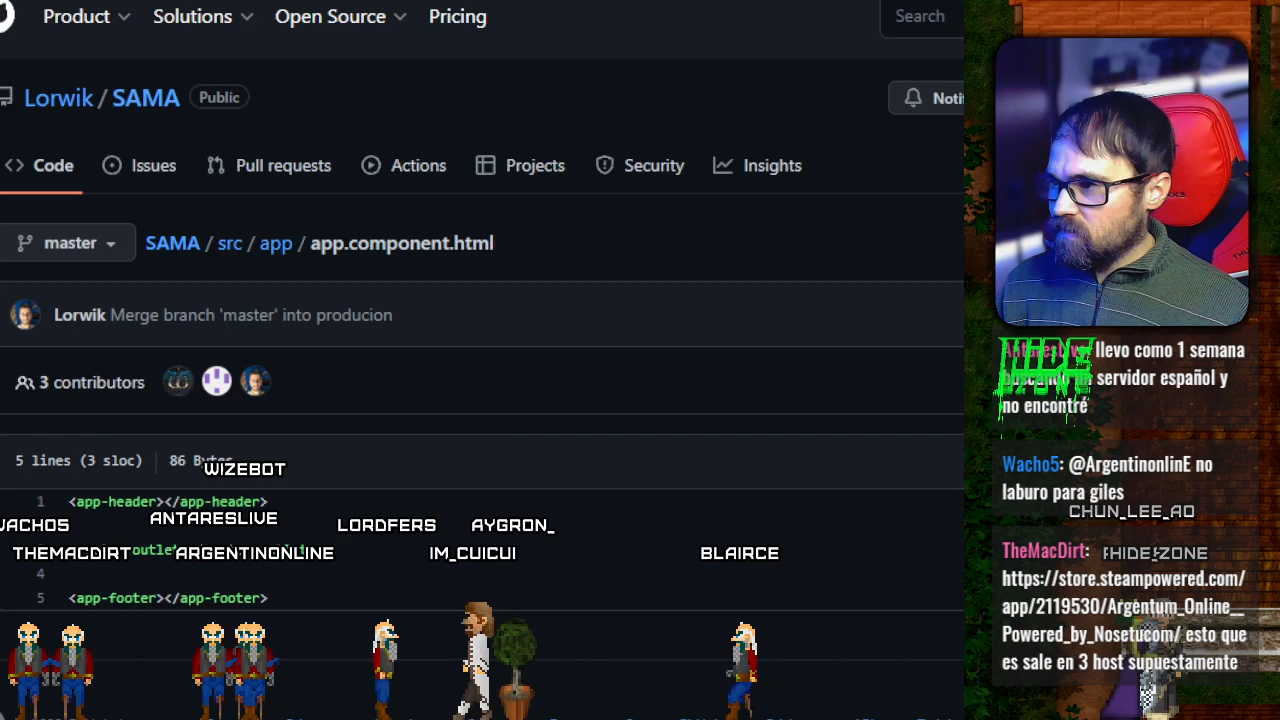 Product Solutions Open Source Pricing
Search
Lorwik / SAMA Public
Code Issues Pull requests Actions Projects Security Insights
master SAMA / src / app / app.component.html
Lorwik Merge branch 'master' into producion
3 contributors
5 lines (3 sloc) 86
WIZEBOT
1 <app-header></app-header>
WACHO5 ANTARESLIVE LORDFERS AYGRON_
THEMACDIRT ARGENTINONLINE IM_CUICUI BLAIRCE
4
5 <app-footer></app-footer>
llevo como 1 semana
servidor español y
no encontré
Wacho5: @ArgentinonlinE no
laburo para giles
CHUN_LEE_AO
TheMacDirt:
https://store.steampowered.com/
app/2119530/Argentum_Online__
Powered_by_Nosetucom/ esto que
es sale en 3 host supuestamente